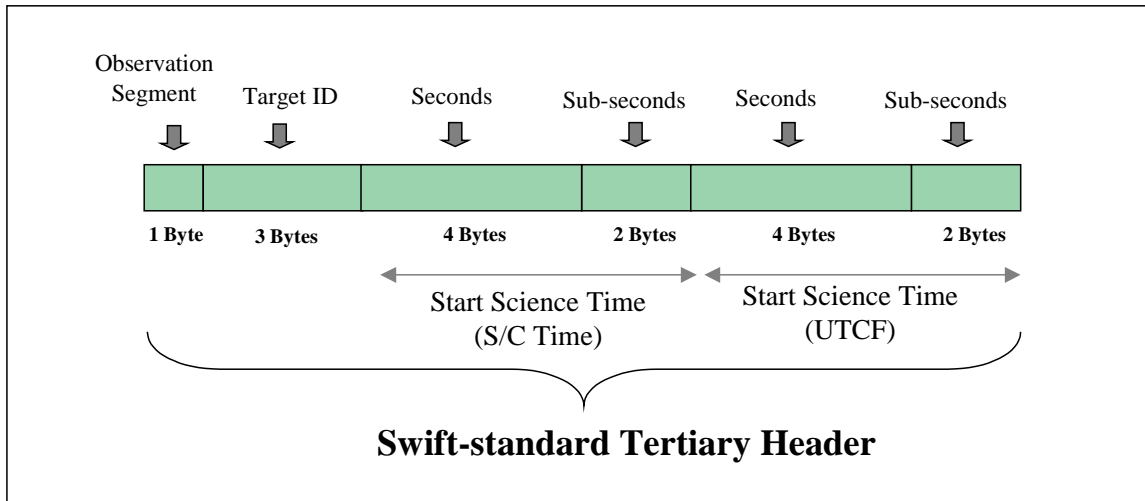 Observation
Segment
Target ID
Seconds
Sub-seconds
Seconds
Sub-seconds
1 Byte
3 Bytes
4 Bytes
2 Bytes
4 Bytes
2 Bytes
Start Science Time
(S/C Time)
Start Science Time
(UTCF)
Swift-standard Tertiary Header